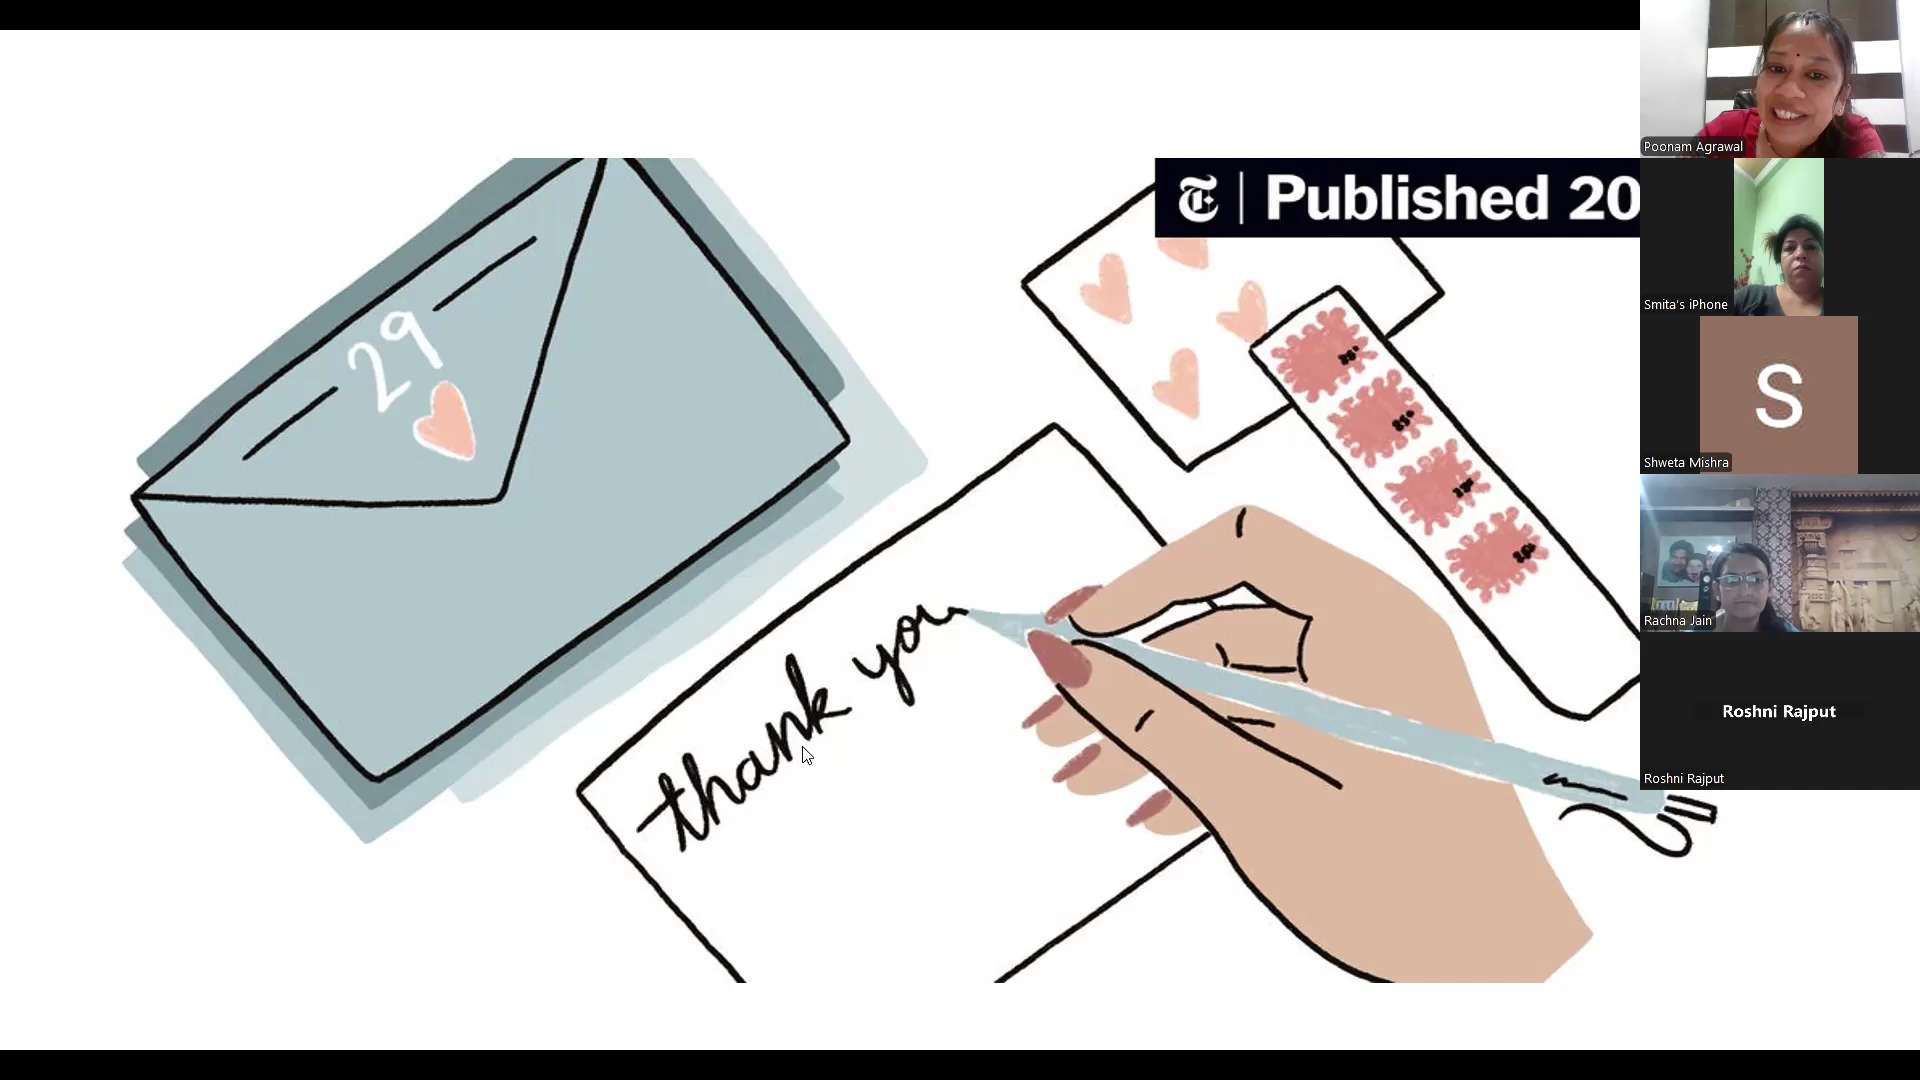 Published 20
29
thank you
Poonam Agrawal
Smita's iPhone
S
Shweta Mishra
Rachna Jain
Roshni Rajput
Roshni Rajput